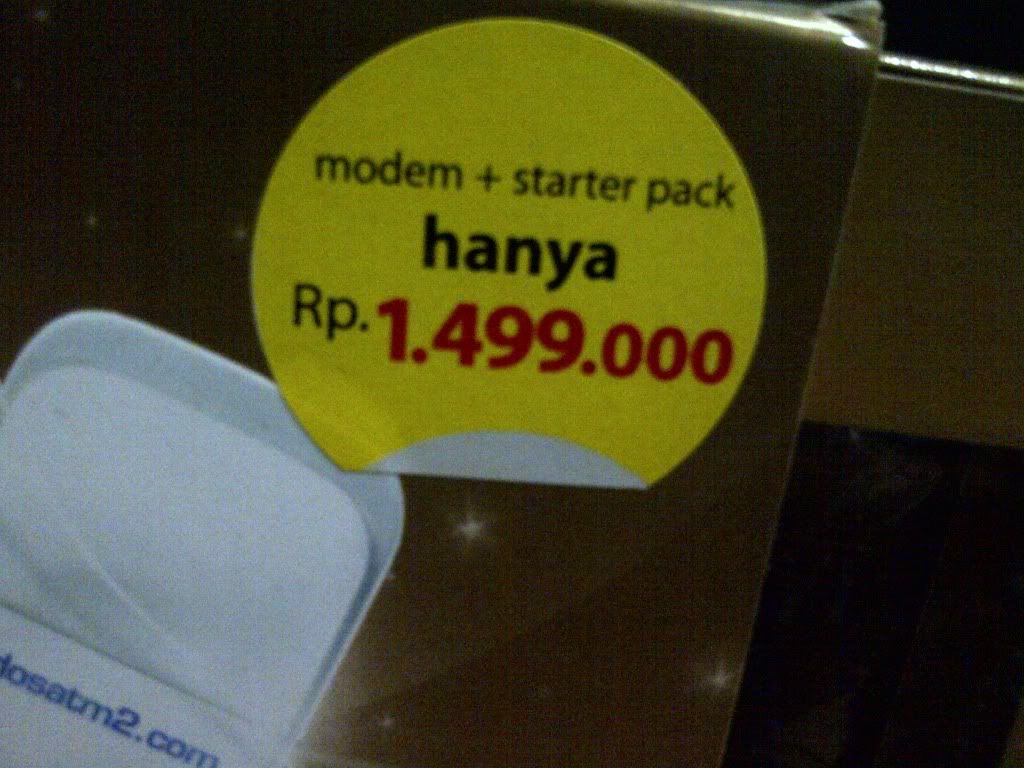 modem + starter pack
hanya
Rp. 1.499.000
dosatm2.com